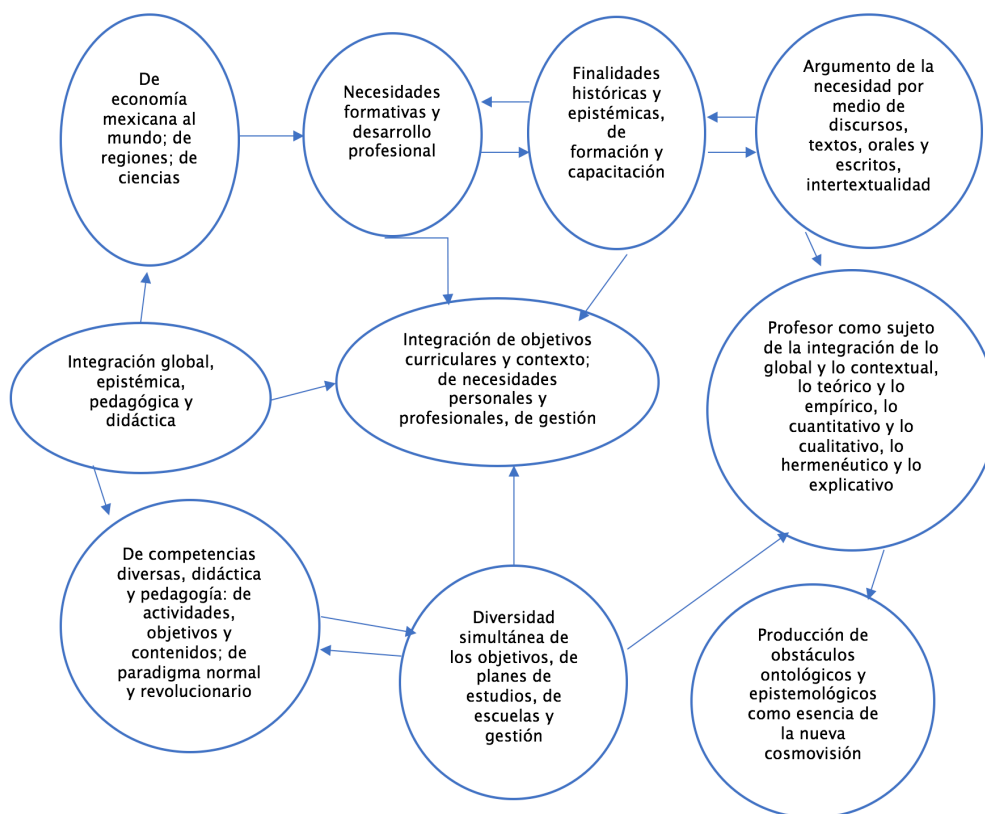 De
economía
mexicana al
mundo; de
regiones; de
ciencias
Necesidades
formativas y
desarrollo
profesional
Finalidades
históricas y
epistémicas,
de
formación y
capacitación
Argumento de la
necesidad por
medio de
discursos,
textos, orales y
escritos,
intertextualidad
Integración global,
epistémica,
pedagógica y
didáctica
Integración de objetivos
curriculares y contexto;
de necesidades
personales y
profesionales, de gestión
Profesor como sujeto
de la integración de lo
global y lo contextual,
lo teórico y lo
empírico, lo
cuantitativo y lo
cualitativo, lo
hermenéutico y lo
explicativo
De competencias
diversas, didáctica
y pedagogía: de
actividades,
objetivos y
contenidos; de
paradigma normal
y revolucionario
Diversidad
simultánea de
los objetivos, de
planes de
estudios, de
escuelas y
gestión
Producción de
obstáculos
ontológicos y
epistemológicos
como esencia de
la nueva
cosmovisión